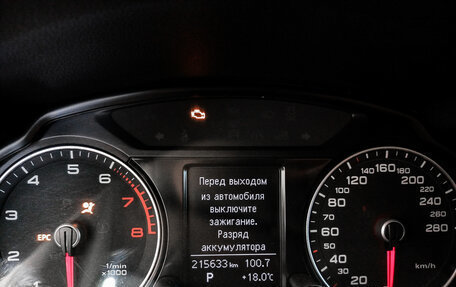 Перед выходом
из автомобиля
выключите
зажигание.
Разряд
аккумулятора
215633 km 100.7
P +18.0°C
2 3 4 5 6 7 8
EPC
1/min
x1000
20 40 60 80 100 120 140 160 180 200 220 240 260 280
km/h